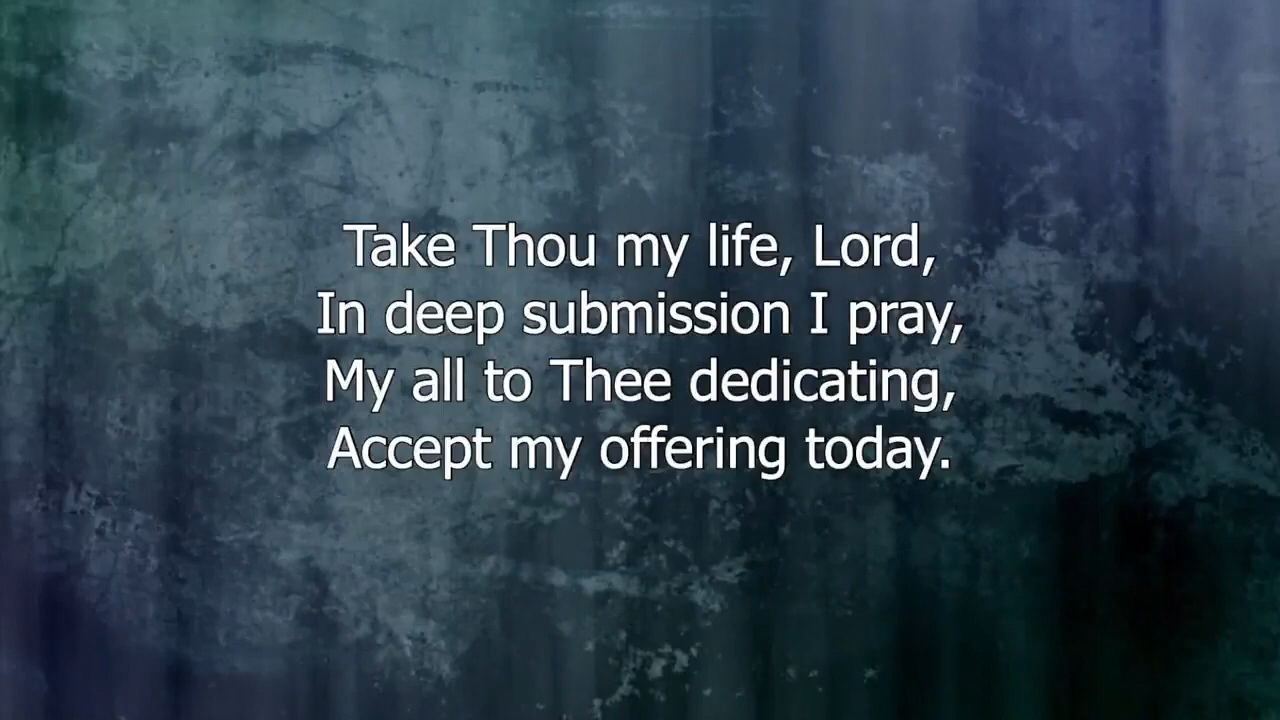 Take Thou my life, Lord,
In deep submission I pray,
My all to Thee dedicating,
Accept my offering today.